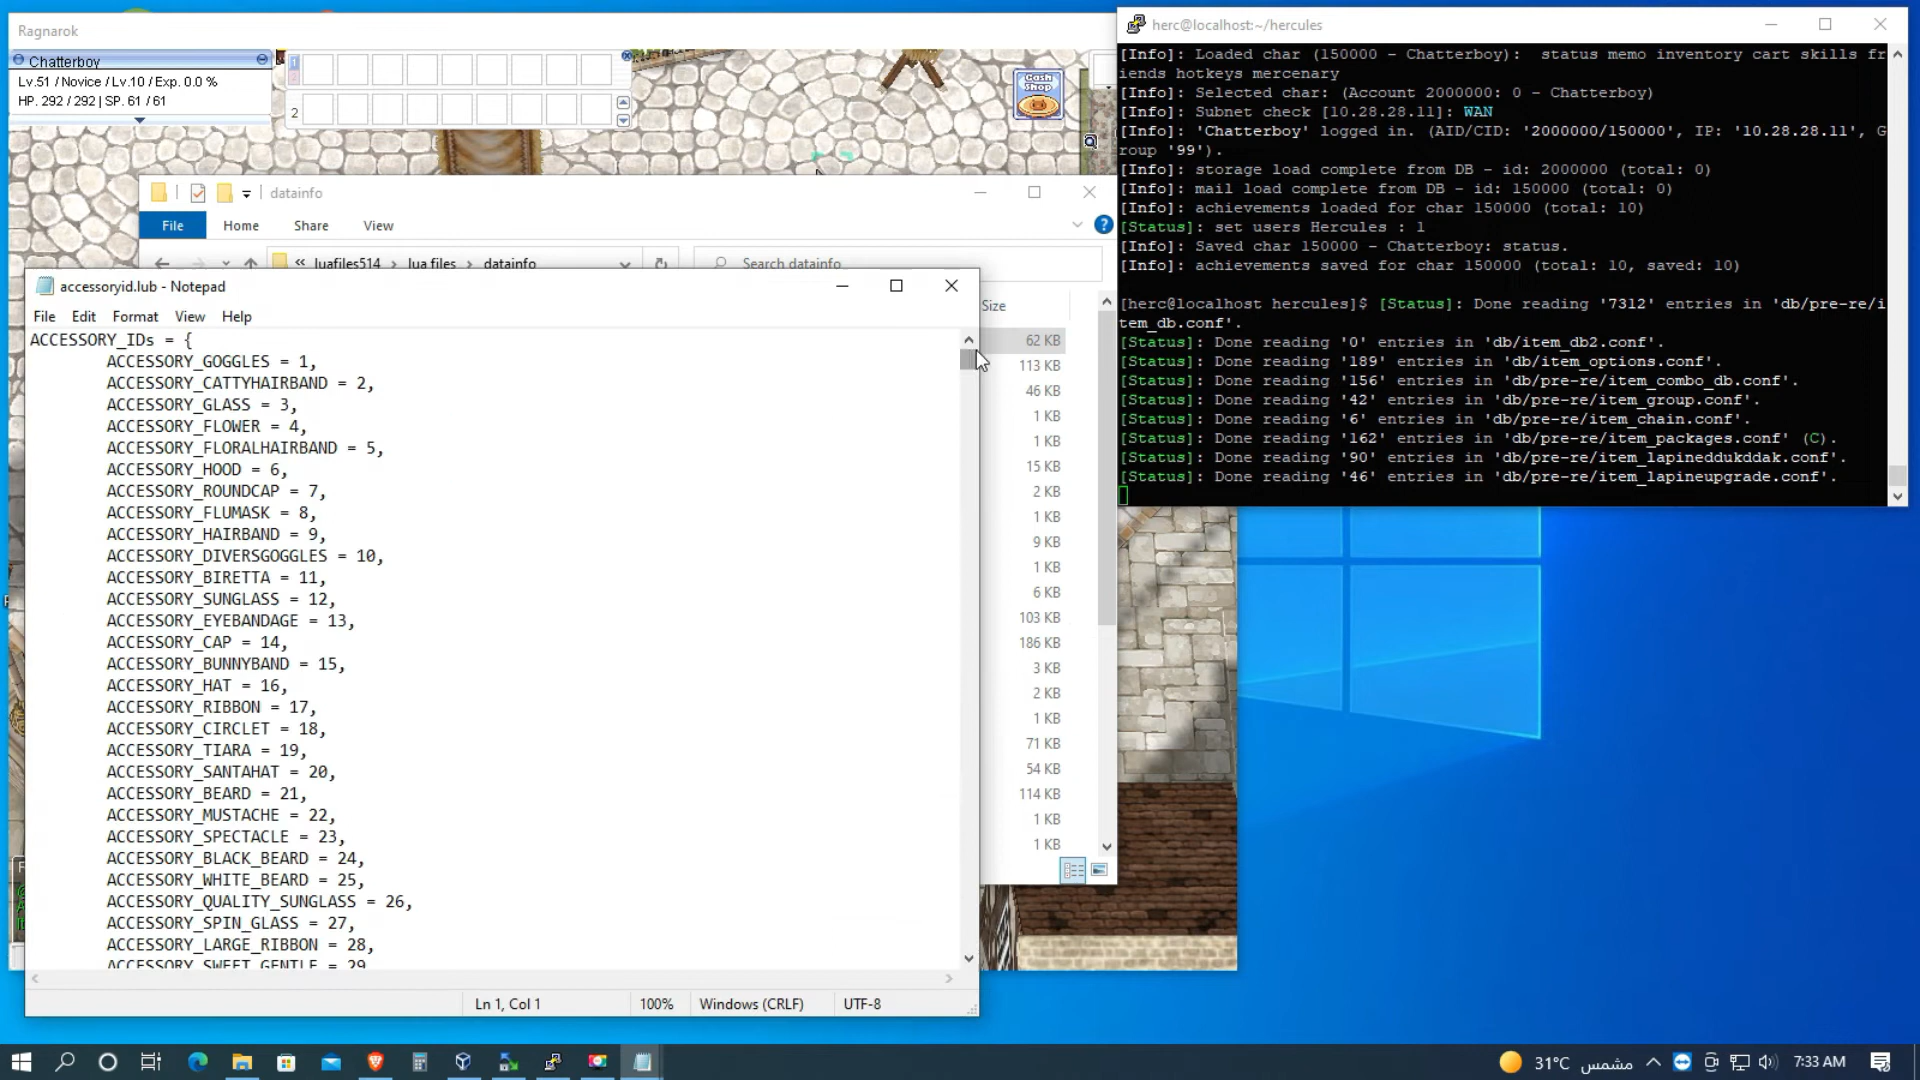 Ragnarok
Chatterboy
Lv.51 / Novice / Lv.10 / Exp. 0.0 %
HP. 292 / 292 | SP. 61 / 61
1
2
Cash
Shop
datainfo
File Home Share View
« luafiles514 › lua files › datainfo
Search datainfo
Size
62 KB
113 KB
46 KB
1 KB
1 KB
15 KB
2 KB
1 KB
9 KB
1 KB
6 KB
103 KB
186 KB
3 KB
2 KB
1 KB
71 KB
54 KB
114 KB
1 KB
1 KB
accessoryid.lub - Notepad
File Edit Format View Help
ACCESSORY_IDs = {
ACCESSORY_GOGGLES = 1,
ACCESSORY_CATTYHAIRBAND = 2,
ACCESSORY_GLASS = 3,
ACCESSORY_FLOWER = 4,
ACCESSORY_FLORALHAIRBAND = 5,
ACCESSORY_HOOD = 6,
ACCESSORY_ROUNDCAP = 7,
ACCESSORY_FLUMASK = 8,
ACCESSORY_HAIRBAND = 9,
ACCESSORY_DIVERSGOGGLES = 10,
ACCESSORY_BIRETTA = 11,
ACCESSORY_SUNGLASS = 12,
ACCESSORY_EYEBANDAGE = 13,
ACCESSORY_CAP = 14,
ACCESSORY_BUNNYBAND = 15,
ACCESSORY_HAT = 16,
ACCESSORY_RIBBON = 17,
ACCESSORY_CIRCLET = 18,
ACCESSORY_TIARA = 19,
ACCESSORY_SANTAHAT = 20,
ACCESSORY_BEARD = 21,
ACCESSORY_MUSTACHE = 22,
ACCESSORY_SPECTACLE = 23,
ACCESSORY_BLACK_BEARD = 24,
ACCESSORY_WHITE_BEARD = 25,
ACCESSORY_QUALITY_SUNGLASS = 26,
ACCESSORY_SPIN_GLASS = 27,
ACCESSORY_LARGE_RIBBON = 28,
ACCESSORY_SWEET_GENTLE = 29
Ln 1, Col 1 100% Windows (CRLF) UTF-8
herc@localhost:~/hercules
[Info]: Loaded char (150000 - Chatterboy): status memo inventory cart skills fr
iends hotkeys mercenary
[Info]: Selected char: (Account 2000000: 0 - Chatterboy)
[Info]: Subnet check [10.28.28.11]: WAN
[Info]: 'Chatterboy' logged in. (AID/CID: '2000000/150000', IP: '10.28.28.11', G
roup '99').
[Info]: storage load complete from DB - id: 2000000 (total: 0)
[Info]: mail load complete from DB - id: 150000 (total: 0)
[Info]: achievements loaded for char 150000 (total: 10)
[Status]: set users Hercules : 1
[Info]: Saved char 150000 - Chatterboy: status.
[Info]: achievements saved for char 150000 (total: 10, saved: 10)
[herc@localhost hercules]$ [Status]: Done reading '7312' entries in 'db/pre-re/i
tem_db.conf'.
[Status]: Done reading '0' entries in 'db/item_db2.conf'.
[Status]: Done reading '189' entries in 'db/item_options.conf'.
[Status]: Done reading '156' entries in 'db/pre-re/item_combo_db.conf'.
[Status]: Done reading '42' entries in 'db/pre-re/item_group.conf'.
[Status]: Done reading '6' entries in 'db/pre-re/item_chain.conf'.
[Status]: Done reading '162' entries in 'db/pre-re/item_packages.conf' (C).
[Status]: Done reading '90' entries in 'db/pre-re/item_lapineddukddak.conf'.
[Status]: Done reading '46' entries in 'db/pre-re/item_lapineupgrade.conf'.
31°C مشمس
7:33 AM